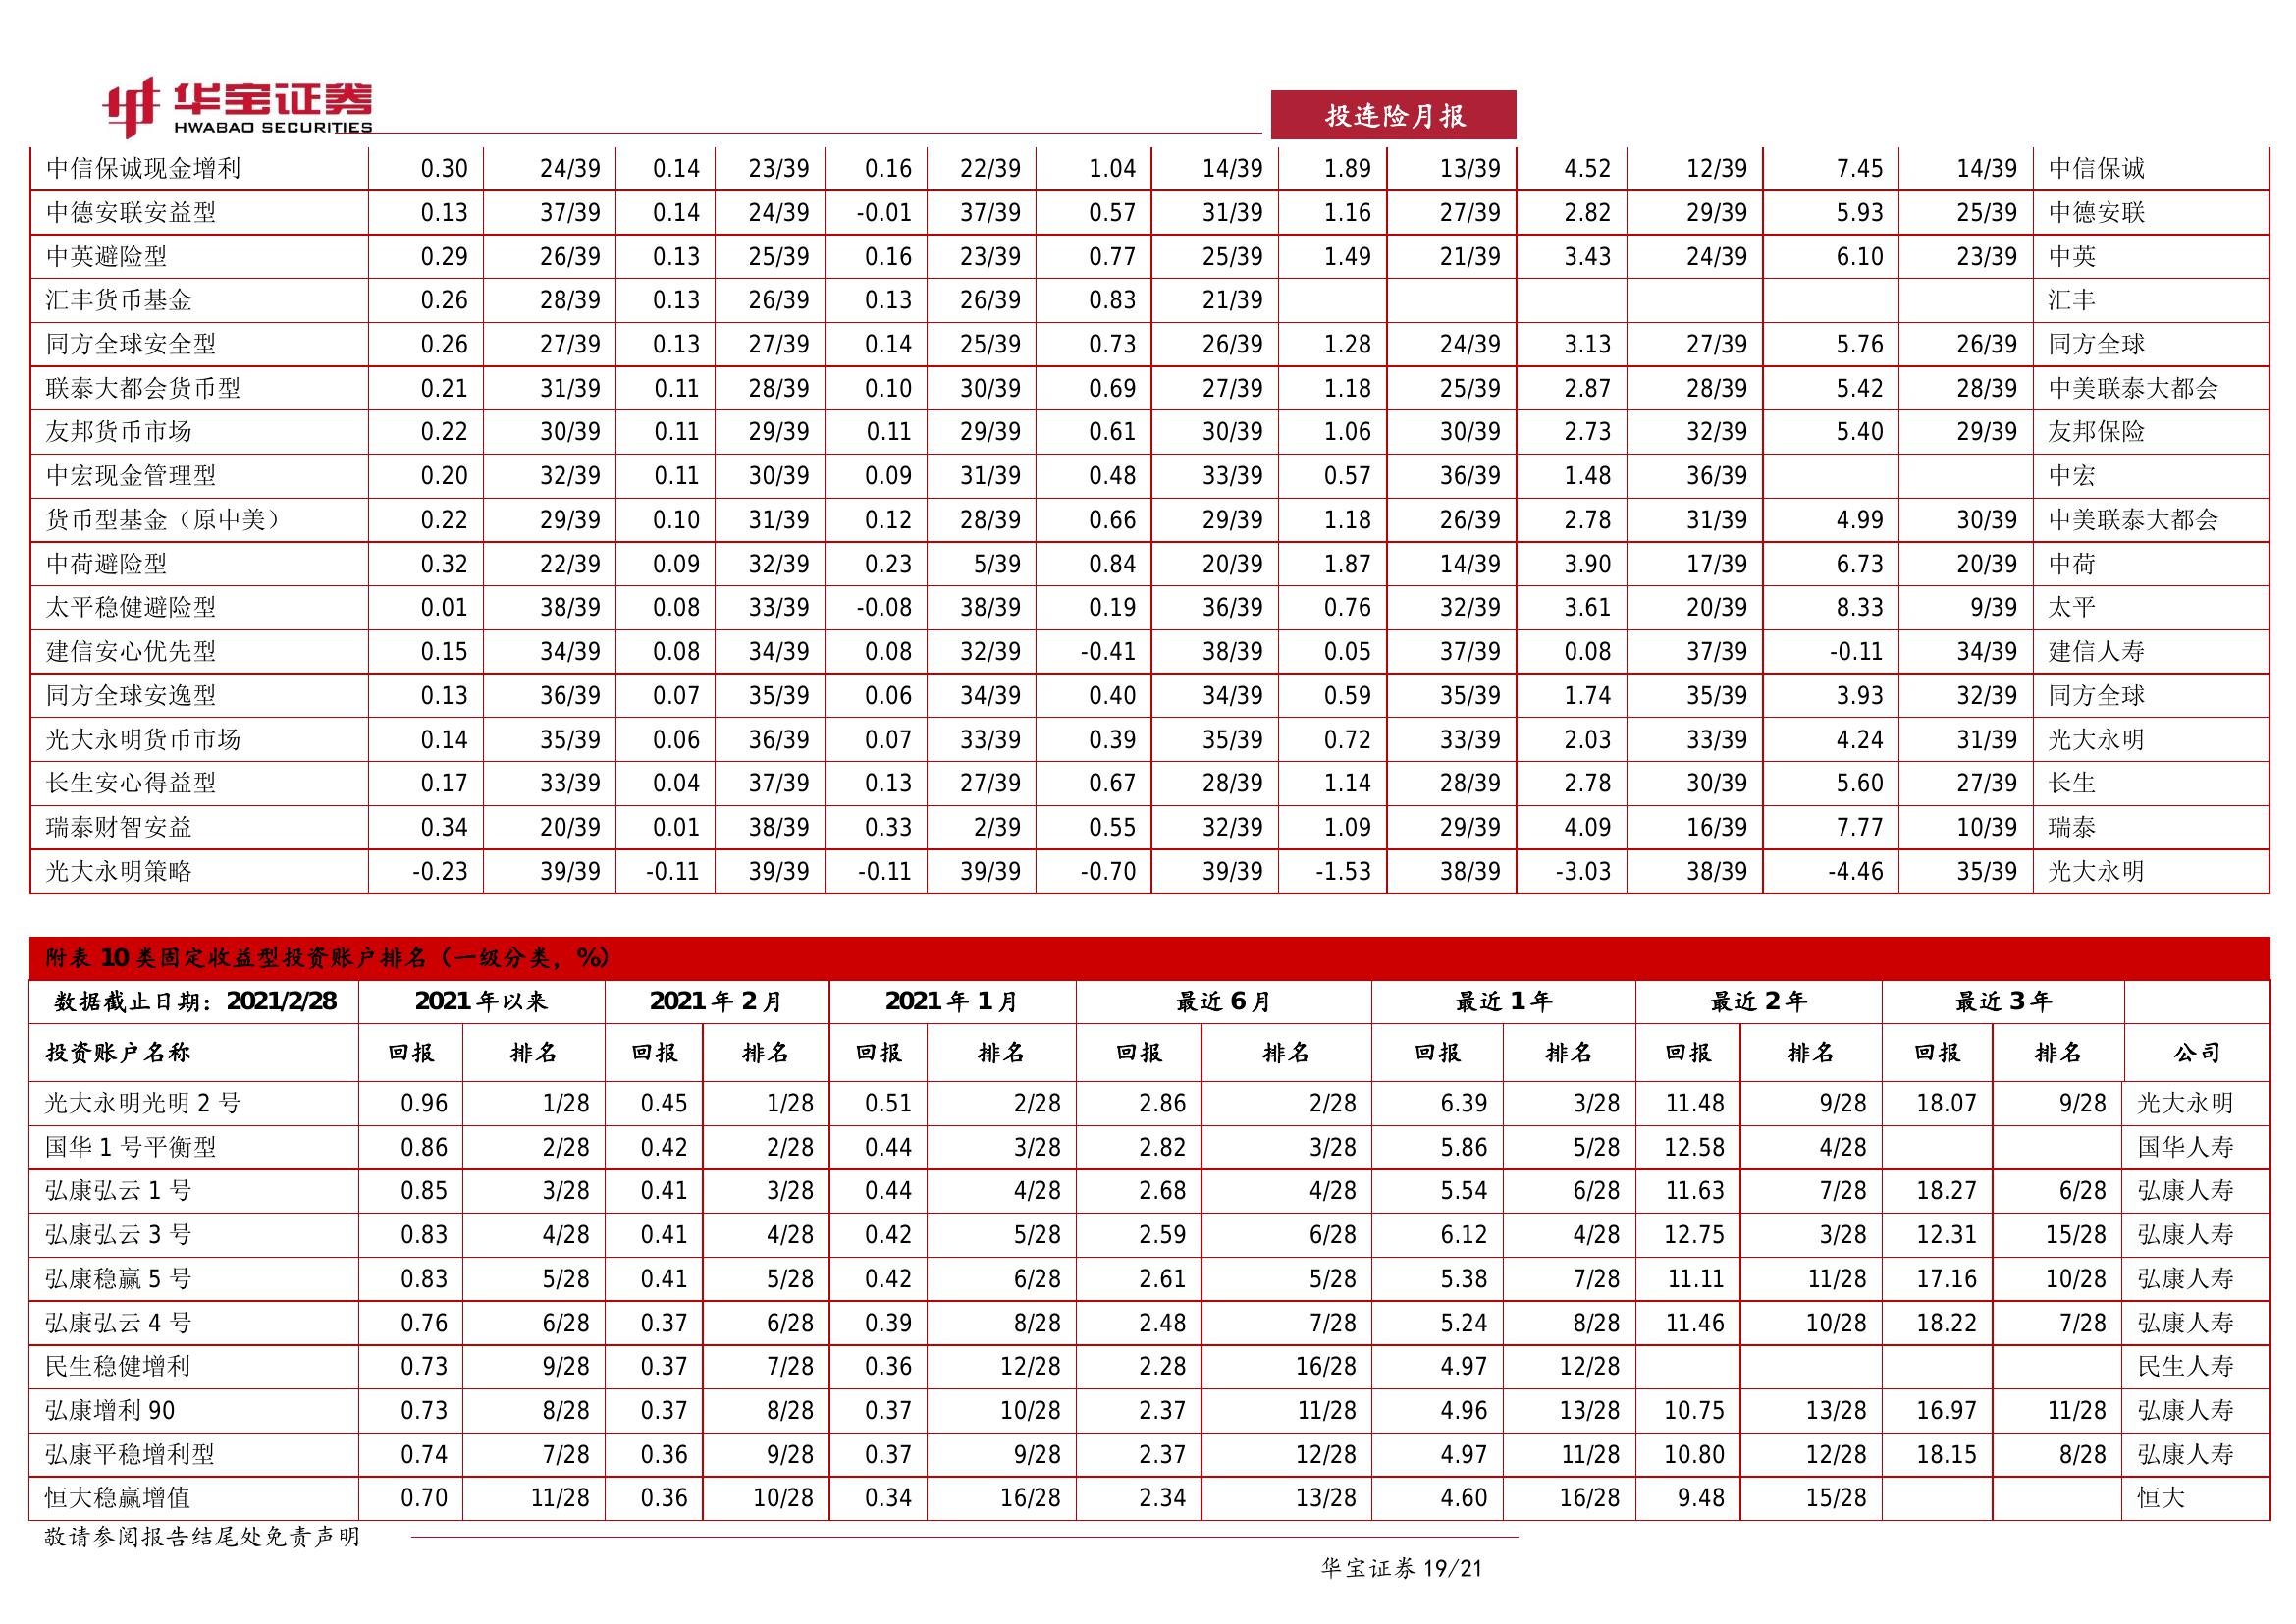 华宝证券
HWABAO SECURITIES
投连险月报
中信保诚现金增利 0.30 24/39 0.14 23/39 0.16 22/39 1.04 14/39 1.89 13/39 4.52 12/39 7.45 14/39 中信保诚
中德安联安益型 0.13 37/39 0.14 24/39 -0.01 37/39 0.57 31/39 1.16 27/39 2.82 29/39 5.93 25/39 中德安联
中英避险型 0.29 26/39 0.13 25/39 0.16 23/39 0.77 25/39 1.49 21/39 3.43 24/39 6.10 23/39 中英
汇丰货币基金 0.26 28/39 0.13 26/39 0.13 26/39 0.83 21/39 汇丰
同方全球安全型 0.26 27/39 0.13 27/39 0.14 25/39 0.73 26/39 1.28 24/39 3.13 27/39 5.76 26/39 同方全球
联泰大都会货币型 0.21 31/39 0.11 28/39 0.10 30/39 0.69 27/39 1.18 25/39 2.87 28/39 5.42 28/39 中美联泰大都会
友邦货币市场 0.22 30/39 0.11 29/39 0.11 29/39 0.61 30/39 1.06 30/39 2.73 32/39 5.40 29/39 友邦保险
中宏现金管理型 0.20 32/39 0.11 30/39 0.09 31/39 0.48 33/39 0.57 36/39 1.48 36/39 中宏
货币型基金（原中美） 0.22 29/39 0.10 31/39 0.12 28/39 0.66 29/39 1.18 26/39 2.78 31/39 4.99 30/39 中美联泰大都会
中荷避险型 0.32 22/39 0.09 32/39 0.23 5/39 0.84 20/39 1.87 14/39 3.90 17/39 6.73 20/39 中荷
太平稳健避险型 0.01 38/39 0.08 33/39 -0.08 38/39 0.19 36/39 0.76 32/39 3.61 20/39 8.33 9/39 太平
建信安心优先型 0.15 34/39 0.08 34/39 0.08 32/39 -0.41 38/39 0.05 37/39 0.08 37/39 -0.11 34/39 建信人寿
同方全球安逸型 0.13 36/39 0.07 35/39 0.06 34/39 0.40 34/39 0.59 35/39 1.74 35/39 3.93 32/39 同方全球
光大永明货币市场 0.14 35/39 0.06 36/39 0.07 33/39 0.39 35/39 0.72 33/39 2.03 33/39 4.24 31/39 光大永明
长生安心得益型 0.17 33/39 0.04 37/39 0.13 27/39 0.67 28/39 1.14 28/39 2.78 30/39 5.60 27/39 长生
瑞泰财智安益 0.34 20/39 0.01 38/39 0.33 2/39 0.55 32/39 1.09 29/39 4.09 16/39 7.77 10/39 瑞泰
光大永明策略 -0.23 39/39 -0.11 39/39 -0.11 39/39 -0.70 39/39 -1.53 38/39 -3.03 38/39 -4.46 35/39 光大永明
附表 10 类固定收益型投资账户排名（一级分类，%）
数据截止日期：2021/2/28 2021 年以来 2021 年 2 月 2021 年 1 月 最近 6 月 最近 1 年 最近 2 年 最近 3 年
投资账户名称 回报 排名 回报 排名 回报 排名 回报 排名 回报 排名 回报 排名 回报 排名 公司
光大永明光明 2 号 0.96 1/28 0.45 1/28 0.51 2/28 2.86 2/28 6.39 3/28 11.48 9/28 18.07 9/28 光大永明
国华 1 号平衡型 0.86 2/28 0.42 2/28 0.44 3/28 2.82 3/28 5.86 5/28 12.58 4/28 国华人寿
弘康弘云 1 号 0.85 3/28 0.41 3/28 0.44 4/28 2.68 4/28 5.54 6/28 11.63 7/28 18.27 6/28 弘康人寿
弘康弘云 3 号 0.83 4/28 0.41 4/28 0.42 5/28 2.59 6/28 6.12 4/28 12.75 3/28 12.31 15/28 弘康人寿
弘康稳赢 5 号 0.83 5/28 0.41 5/28 0.42 6/28 2.61 5/28 5.38 7/28 11.11 11/28 17.16 10/28 弘康人寿
弘康弘云 4 号 0.76 6/28 0.37 6/28 0.39 8/28 2.48 7/28 5.24 8/28 11.46 10/28 18.22 7/28 弘康人寿
民生稳健增利 0.73 9/28 0.37 7/28 0.36 12/28 2.28 16/28 4.97 12/28 民生人寿
弘康增利 90 0.73 8/28 0.37 8/28 0.37 10/28 2.37 11/28 4.96 13/28 10.75 13/28 16.97 11/28 弘康人寿
弘康平稳增利型 0.74 7/28 0.36 9/28 0.37 9/28 2.37 12/28 4.97 11/28 10.80 12/28 18.15 8/28 弘康人寿
恒大稳赢增值 0.70 11/28 0.36 10/28 0.34 16/28 2.34 13/28 4.60 16/28 9.48 15/28 恒大
敬请参阅报告结尾处免责声明
华宝证券 19/21